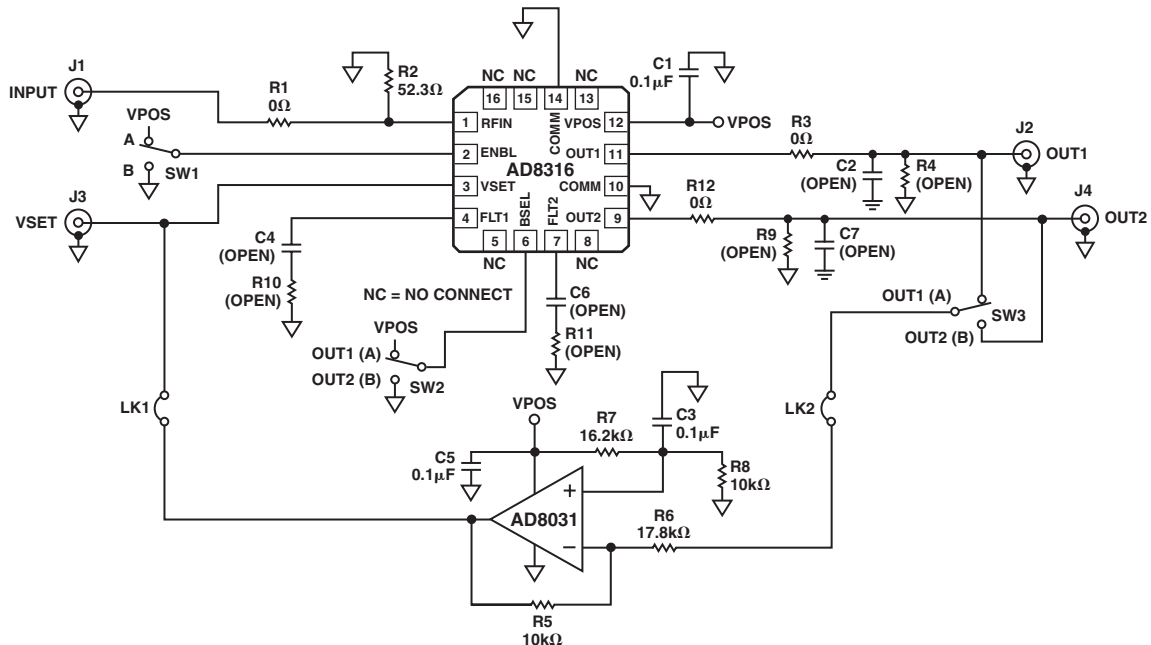 J1
INPUT
R1
0Ω
R2
52.3Ω
NC NC NC
16 15 14 13
COMM
C1
0.1µF
VPOS
1 RFIN
2 ENBL
3 VSET
4 FLT1
AD8316
VPOS 12
OUT1 11
COMM 10
OUT2 9
BSEL
FLT2
5 6 7 8
NC NC
VPOS
A
B
SW1
J3
VSET
R3
0Ω
J2
OUT1
C2
(OPEN)
R4
(OPEN)
R12
0Ω
J4
OUT2
R9
(OPEN)
C7
(OPEN)
C4
(OPEN)
R10
(OPEN)
NC = NO CONNECT
C6
(OPEN)
R11
(OPEN)
VPOS
OUT1 (A)
OUT2 (B)
SW2
OUT1 (A)
OUT2 (B)
SW3
LK1
LK2
VPOS
C5
0.1µF
R7
16.2kΩ
C3
0.1µF
R8
10kΩ
+
AD8031
−
R6
17.8kΩ
R5
10kΩ